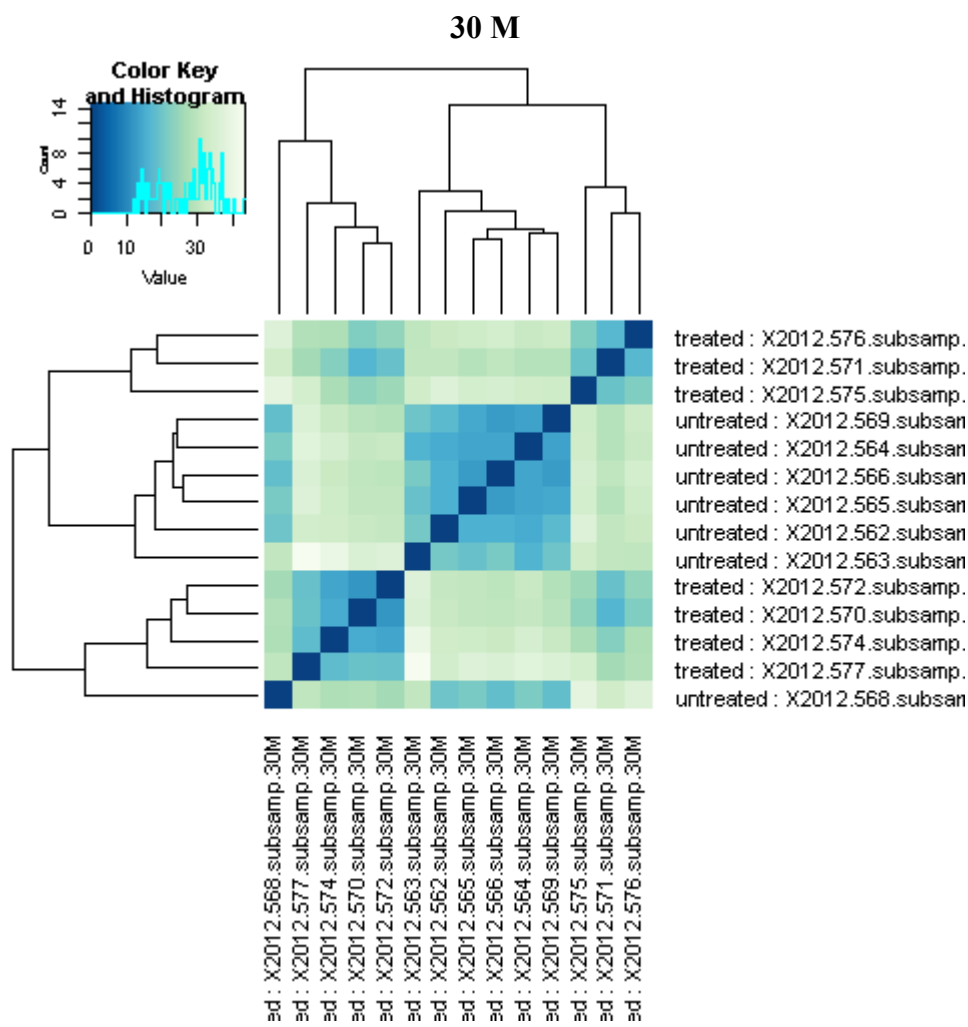 30 M
Color Key
and Histogram
Count
0 4 8 14
0 10 30
Value
treated : X2012.576.subsamp.
treated : X2012.571.subsamp.
treated : X2012.575.subsamp.
untreated : X2012.569.subsam
untreated : X2012.564.subsam
untreated : X2012.566.subsam
untreated : X2012.565.subsam
untreated : X2012.562.subsam
untreated : X2012.563.subsam
treated : X2012.572.subsamp.
treated : X2012.570.subsamp.
treated : X2012.574.subsamp.
treated : X2012.577.subsamp.
untreated : X2012.568.subsam
ed : X2012.568.subsamp.30M
ed : X2012.577.subsamp.30M
ed : X2012.574.subsamp.30M
ed : X2012.570.subsamp.30M
ed : X2012.572.subsamp.30M
ed : X2012.563.subsamp.30M
ed : X2012.562.subsamp.30M
ed : X2012.565.subsamp.30M
ed : X2012.566.subsamp.30M
ed : X2012.564.subsamp.30M
ed : X2012.569.subsamp.30M
ed : X2012.575.subsamp.30M
ed : X2012.571.subsamp.30M
ed : X2012.576.subsamp.30M